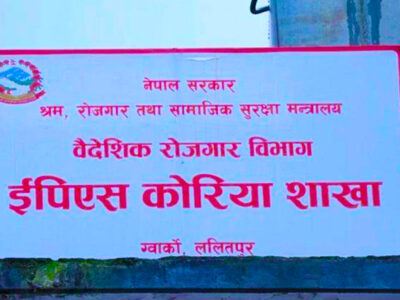 नेपाल सरकार
श्रम, रोजगार तथा सामाजिक सुरक्षा मन्त्रालय
वैदेशिक रोजगार विभाग
ईपिएस कोरिया शाखा
ग्वार्को, ललितपुर